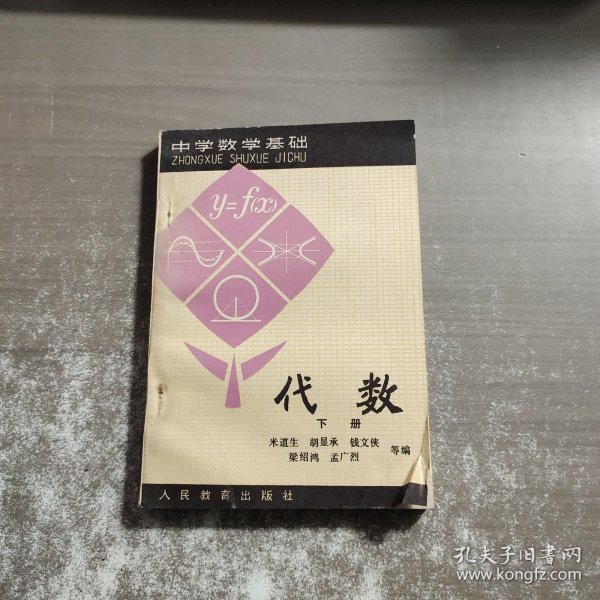 中学数学基础
ZHONGXUE SHUXUE JICHU
y=f(x)
代数
下册
米道生 胡显承 钱文侠
梁绍鸿 孟广烈 等编
人民教育出版社
孔夫子旧书网
www.kongfz.com